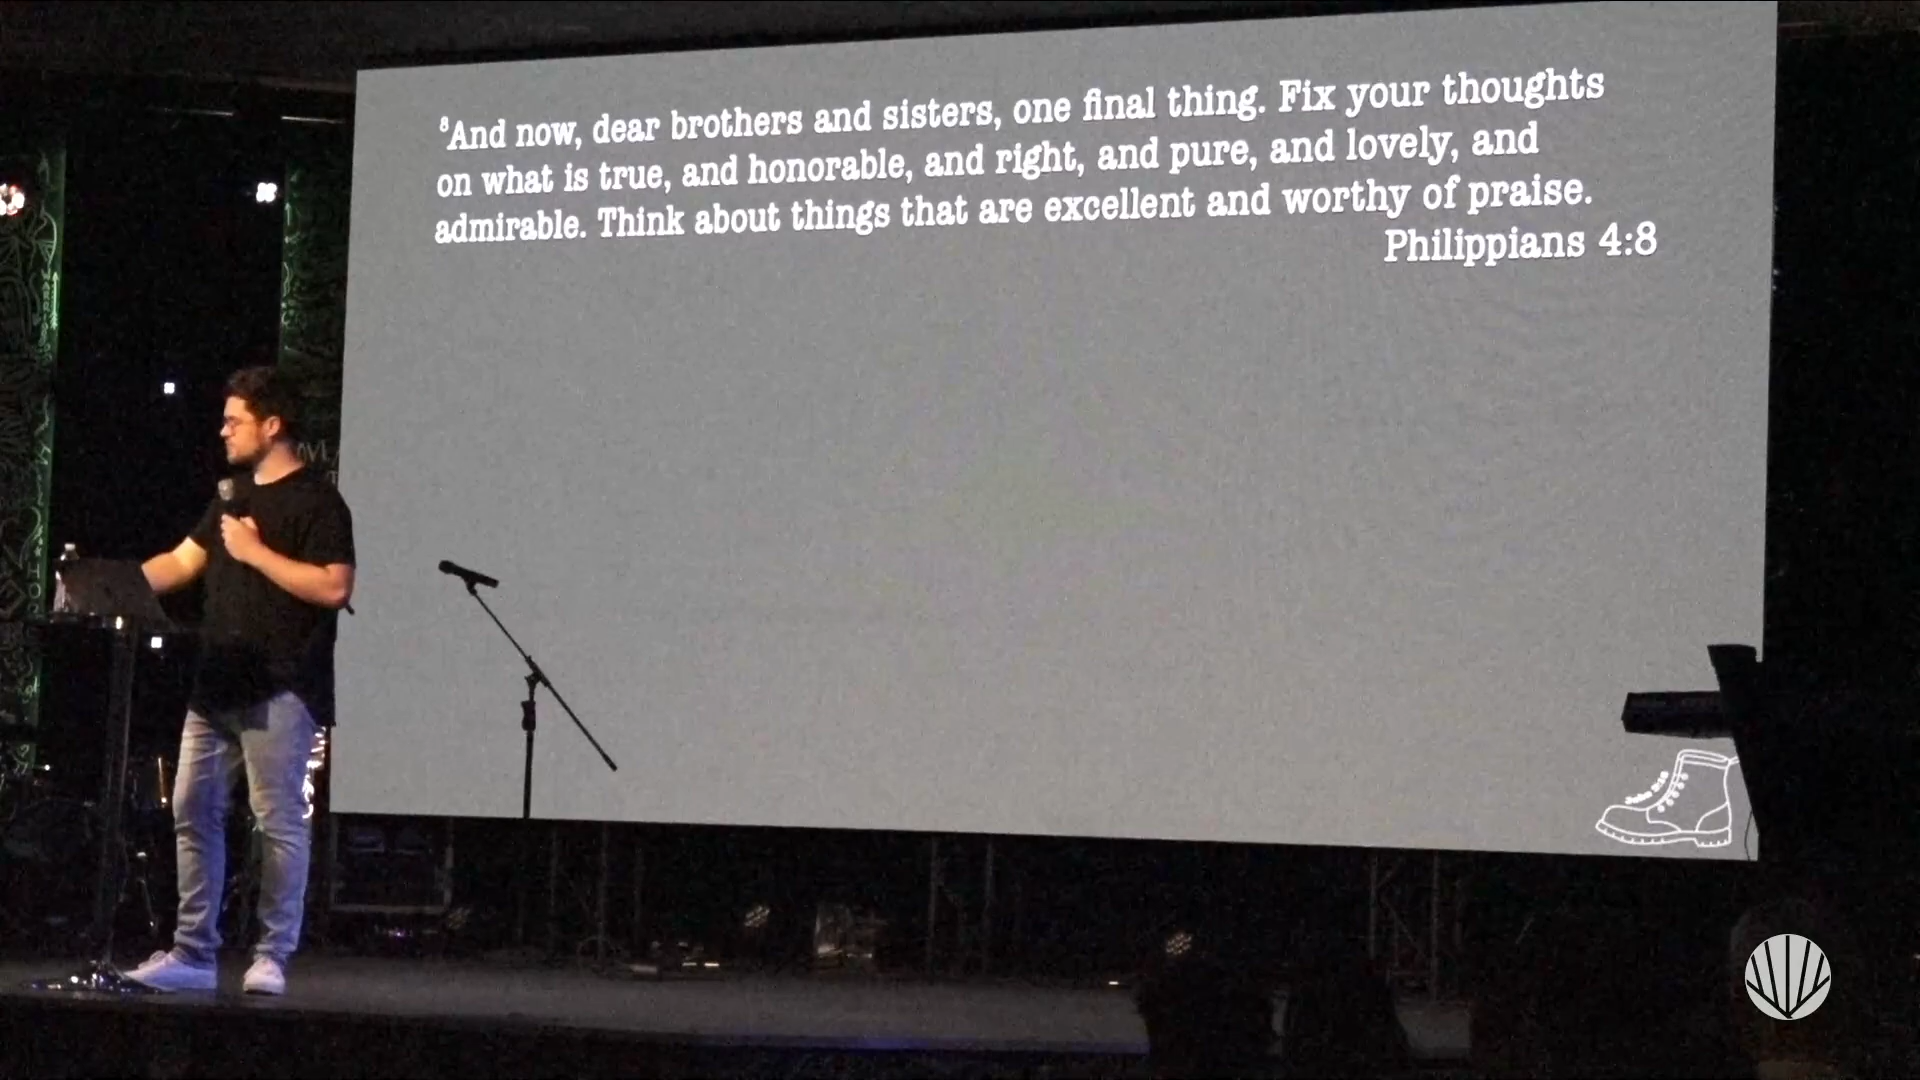 ⁸And now, dear brothers and sisters, one final thing. Fix your thoughts
on what is true, and honorable, and right, and pure, and lovely, and
admirable. Think about things that are excellent and worthy of praise.
Philippians 4:8